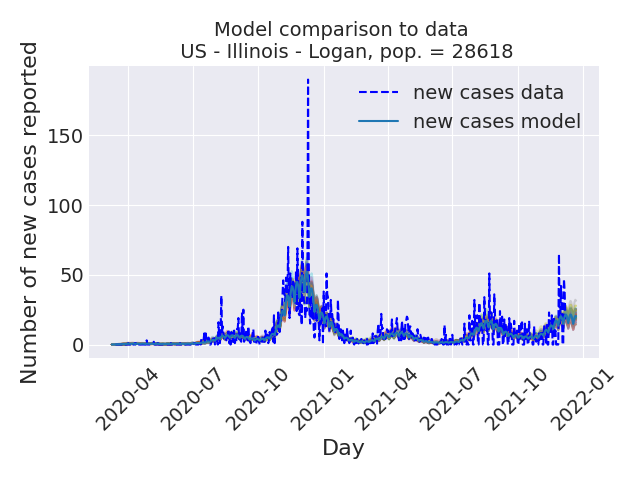 Model comparison to data
US - Illinois - Logan, pop. = 28618
Number of new cases reported
150
100
50
0
new cases data
new cases model
2020-04
2020-07
2020-10
2021-01
2021-04
2021-07
2021-10
2022-01
Day